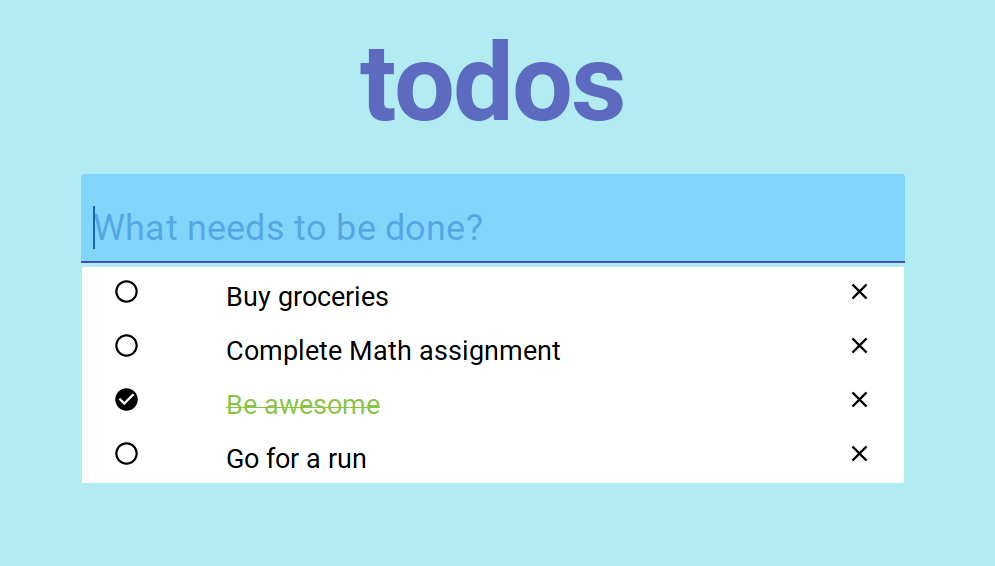 todos
What needs to be done?
Buy groceries
Complete Math assignment
Be awesome
Go for a run